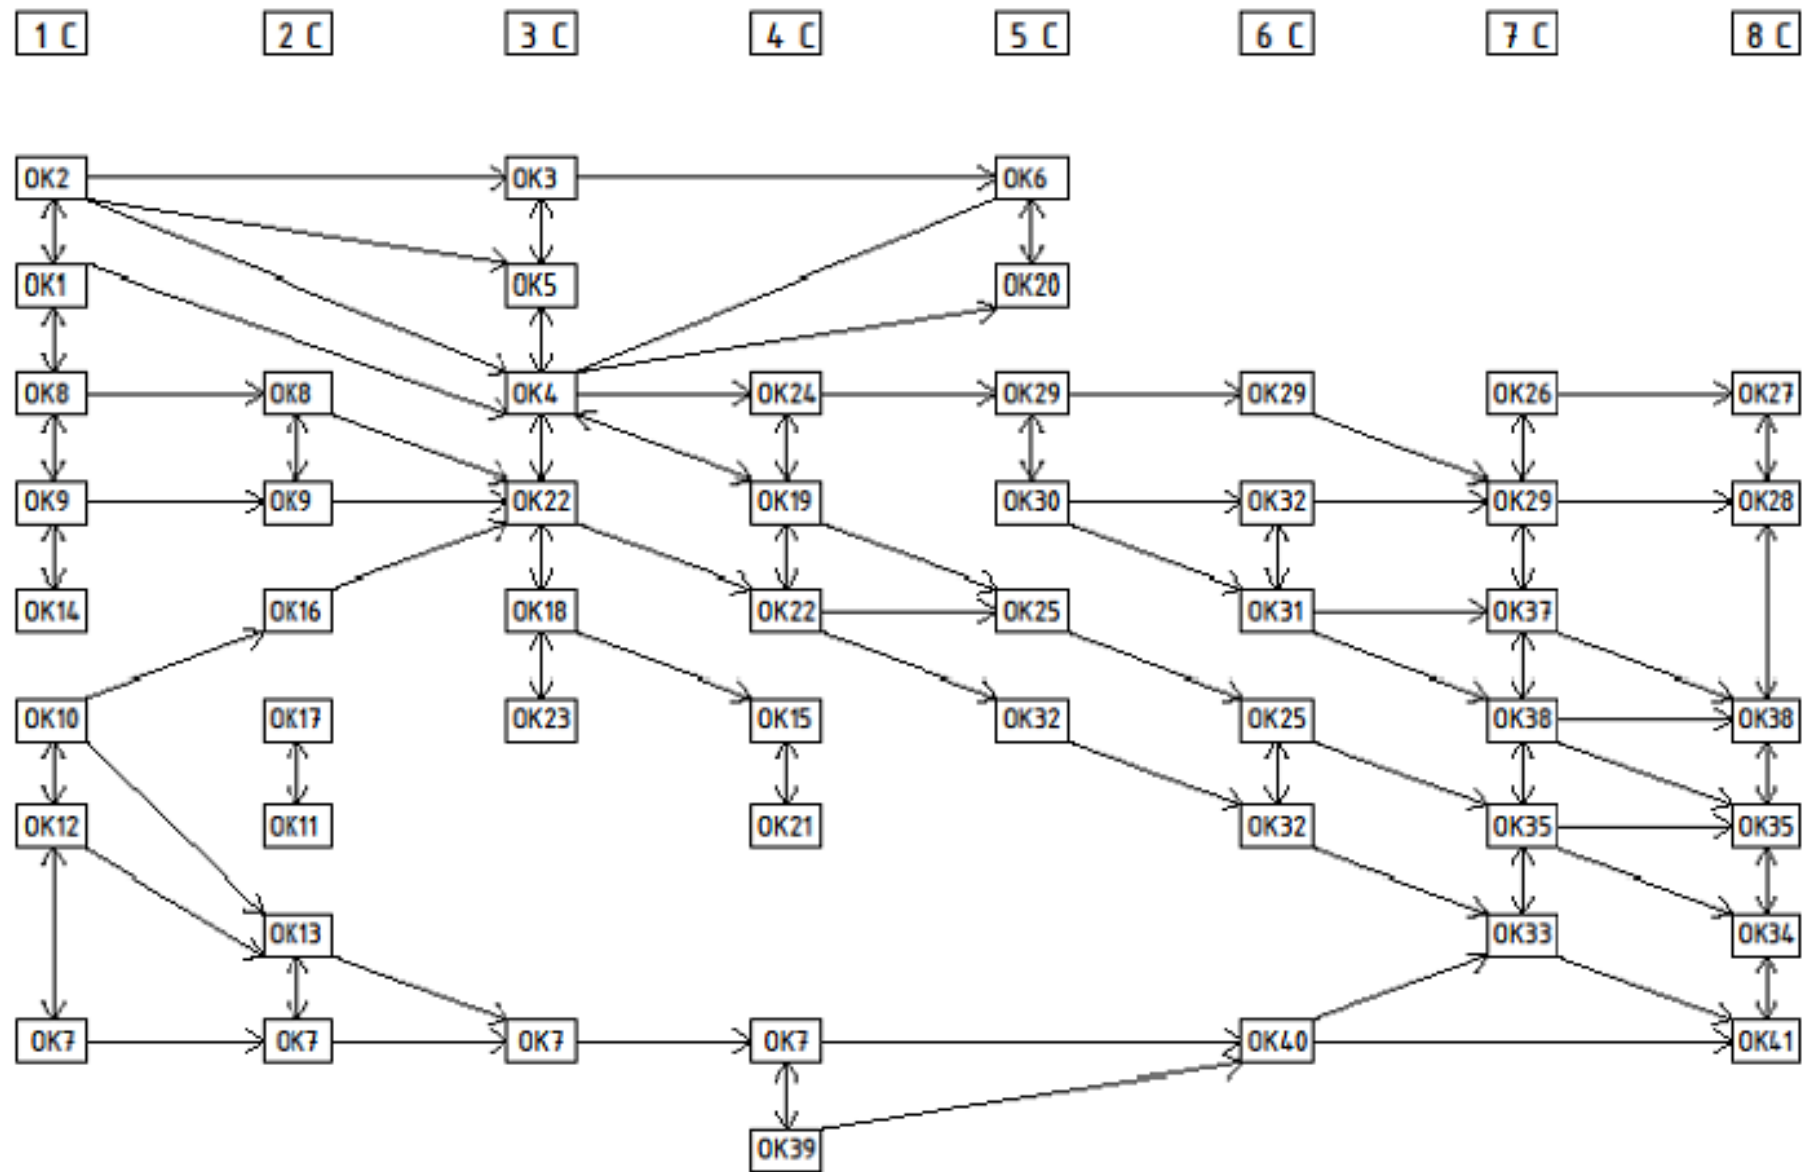 1 С 2 С 3 С 4 С 5 С 6 С 7 С 8 С
ОК2 ОК3 ОК6
ОК1 ОК5 ОК20
ОК8 ОК8 ОК4 ОК24 ОК29 ОК29 ОК26 ОК27
ОК9 ОК9 ОК22 ОК19 ОК30 ОК32 ОК29 ОК28
ОК14 ОК16 ОК18 ОК22 ОК25 ОК31 ОК37
ОК10 ОК17 ОК23 ОК15 ОК32 ОК25 ОК38 ОК38
ОК12 ОК11 ОК21 ОК32 ОК35 ОК35
ОК13 ОК33 ОК34
ОК7 ОК7 ОК7 ОК7 ОК40 ОК41
ОК39